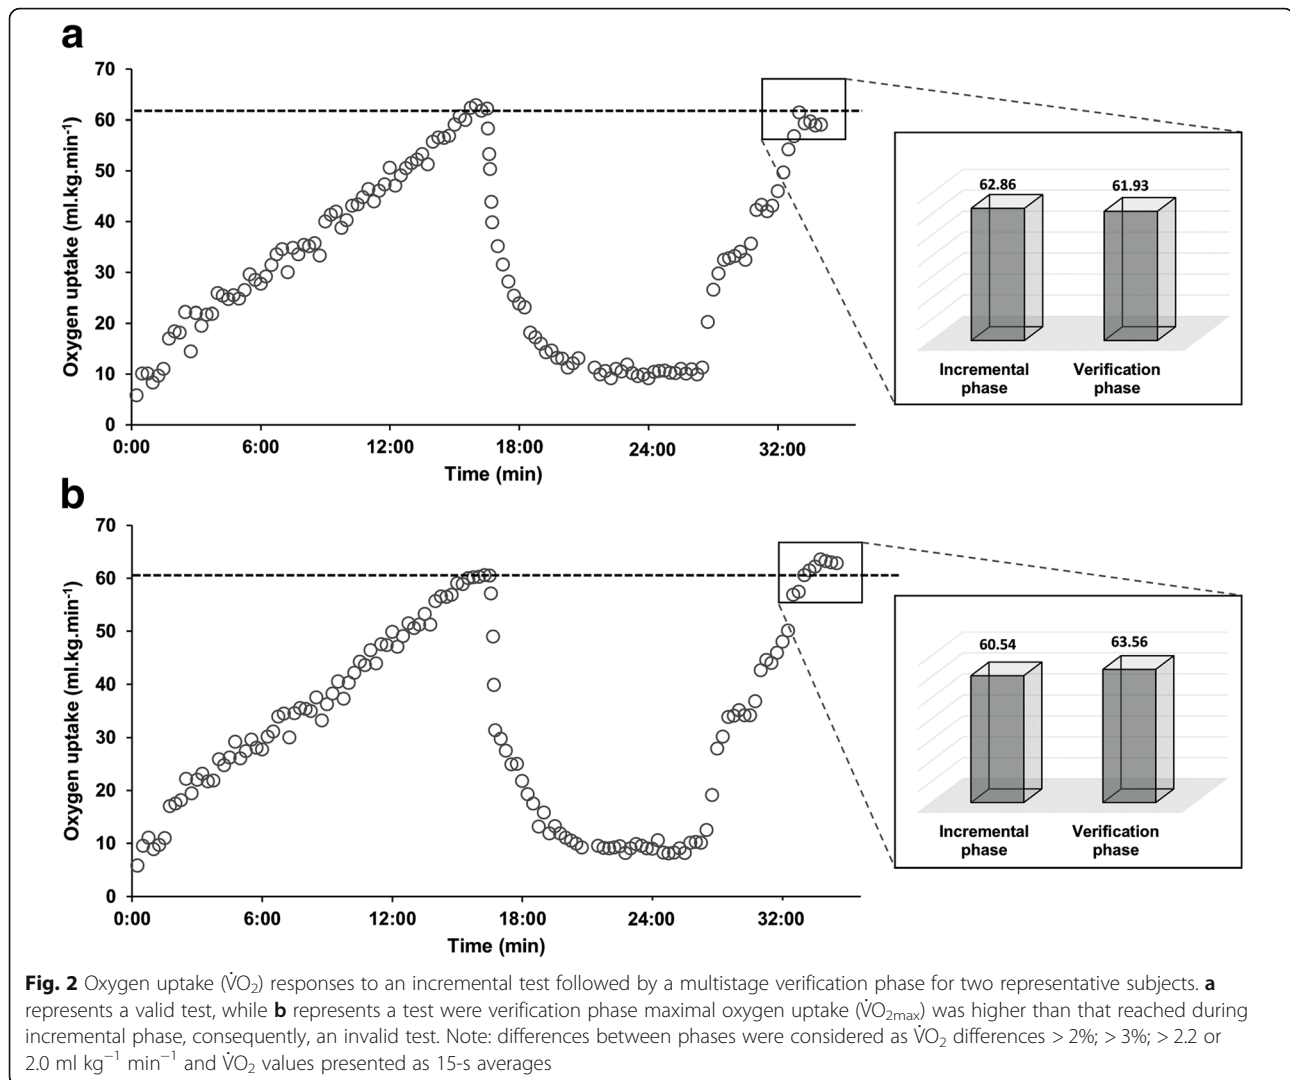 a
70
60
50
40
30
20
10
0
Oxygen uptake (ml.kg.min⁻¹)
0:00 6:00 12:00 18:00 24:00 32:00
Time (min)
62.86 61.93
Incremental phase
Verification phase
b
70
60
50
40
30
20
10
0
Oxygen uptake (ml.kg.min⁻¹)
0:00 6:00 12:00 18:00 24:00 32:00
Time (min)
60.54 63.56
Incremental phase
Verification phase
Fig. 2 Oxygen uptake (V̇O₂) responses to an incremental test followed by a multistage verification phase for two representative subjects. a
represents a valid test, while b represents a test were verification phase maximal oxygen uptake (V̇O₂max) was higher than that reached during
incremental phase, consequently, an invalid test. Note: differences between phases were considered as V̇O₂ differences > 2%; > 3%; > 2.2 or
2.0 ml kg⁻¹ min⁻¹ and V̇O₂ values presented as 15-s averages